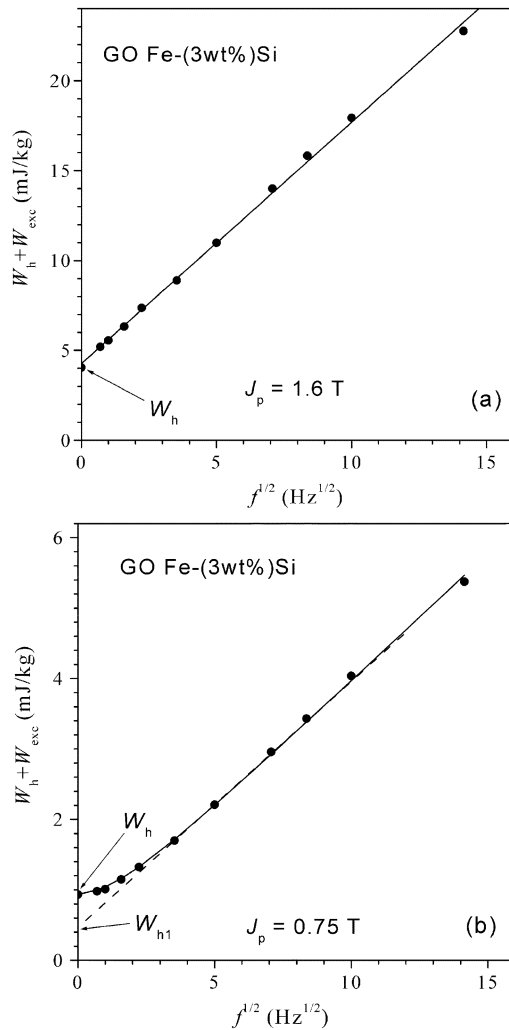 GO Fe-(3wt%)Si
W_h+W_exc (mJ/kg)
20
15
10
5
0
W_h
J_p = 1.6 T
(a)
0 5 10 15
f^1/2 (Hz^1/2)
GO Fe-(3wt%)Si
W_h+W_exc (mJ/kg)
6
4
2
0
W_h
W_h1
J_p = 0.75 T
(b)
0 5 10 15
f^1/2 (Hz^1/2)